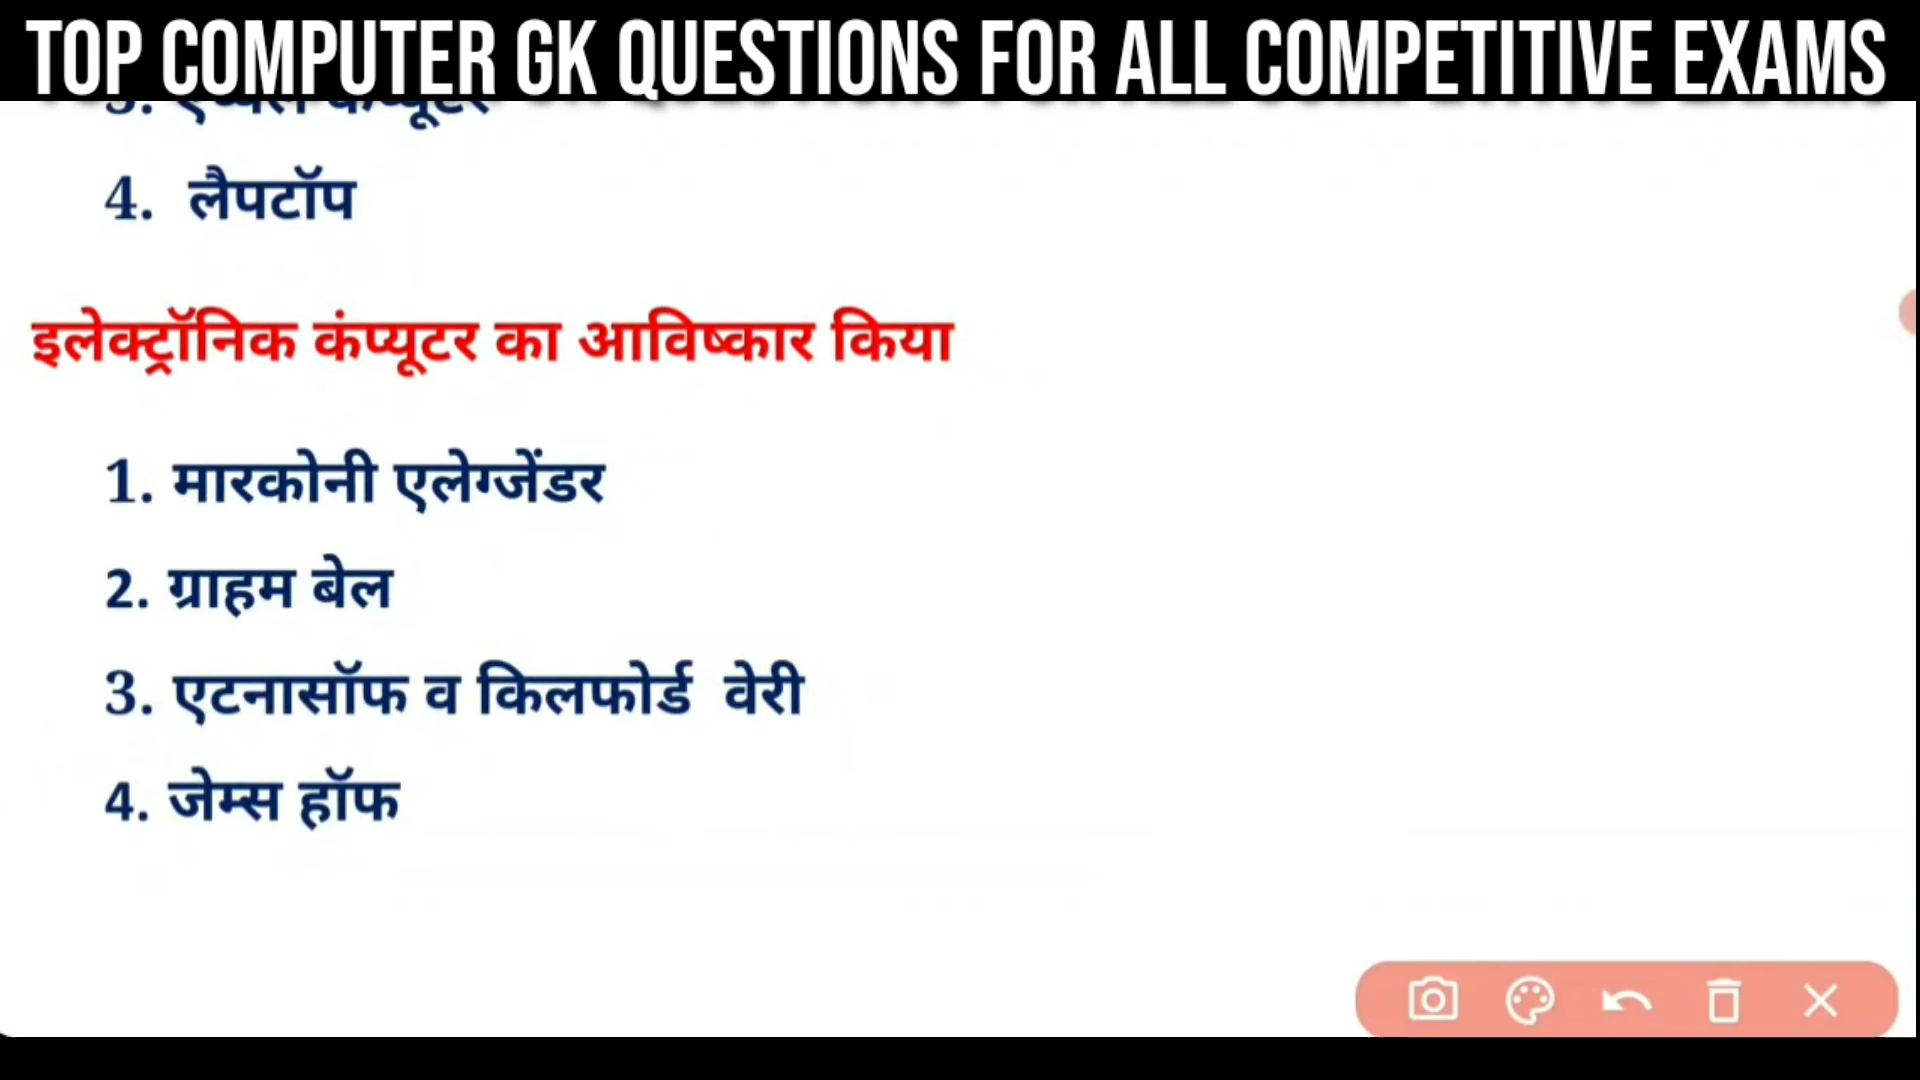 TOP COMPUTER GK QUESTIONS FOR ALL COMPETITIVE EXAMS
4. लैपटॉप
इलेक्ट्रॉनिक कंप्यूटर का आविष्कार किया
1. मारकोनी एलेग्जेंडर
2. ग्राहम बेल
3. एटनासॉफ व किलफोर्ड वेरी
4. जेम्स हॉफ